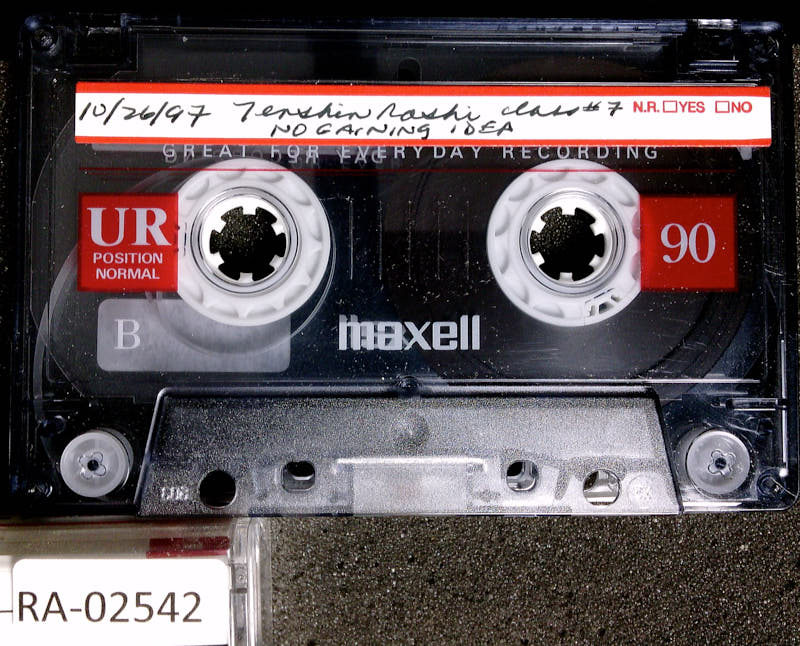 10/26/97 Tenshin Roshi class #7 N.R. YES NO
NO GAINING IDEA
GREAT FOR EVERYDAY RECORDING
UR
POSITION
NORMAL
90
B
maxell
RA-02542